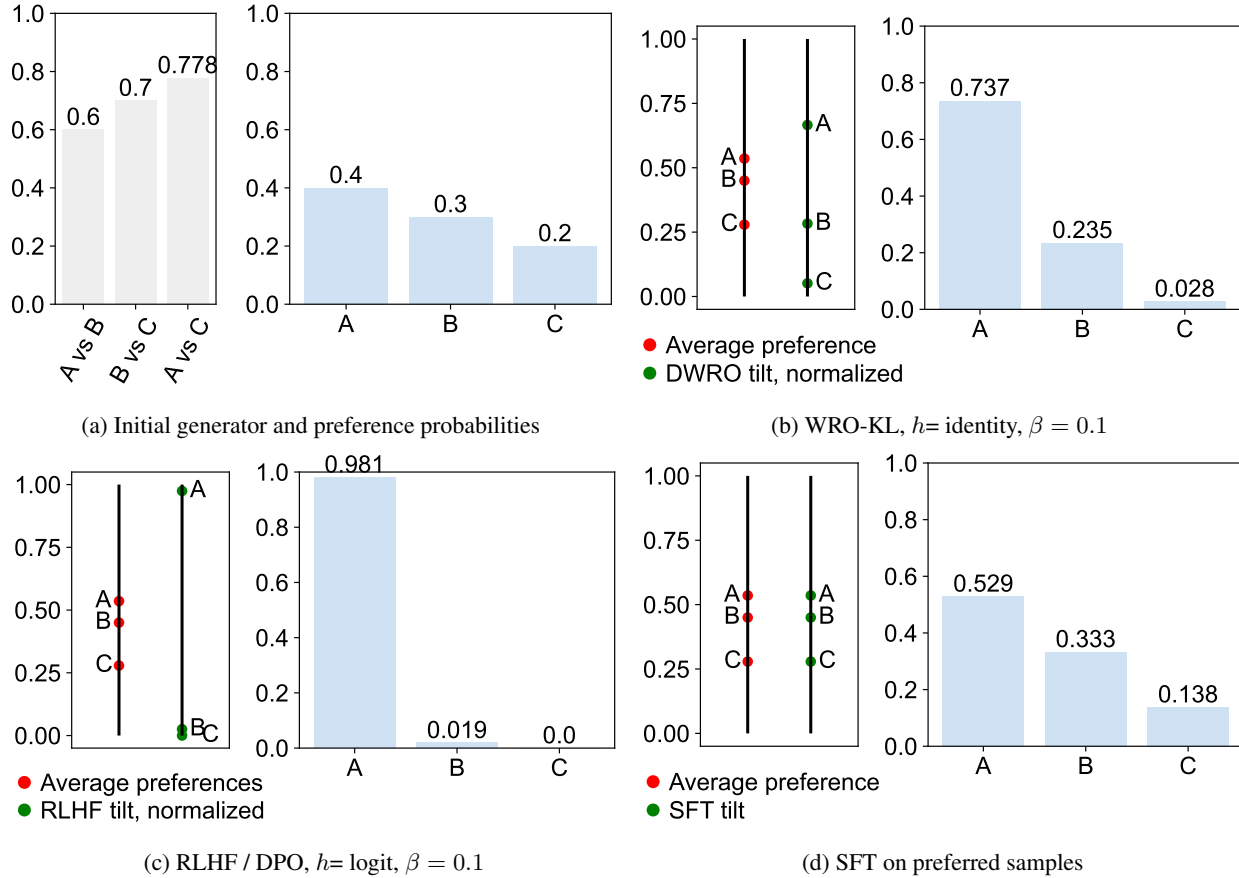 1.0
0.8
0.6
0.4
0.2
0.0
0.6
0.7
0.778
A vs B
B vs C
A vs C
1.0
0.8
0.6
0.4
0.2
0.0
0.4
0.3
0.2
A
B
C
(a) Initial generator and preference probabilities
1.00
0.75
0.50
0.25
0.00
A
B
C
A
B
C
Average preference
DWRO tilt, normalized
1.0
0.8
0.6
0.4
0.2
0.0
0.737
0.235
0.028
A
B
C
(b) WRO-KL, h= identity, β = 0.1
1.00
0.75
0.50
0.25
0.00
A
B
C
A
B
C
Average preferences
RLHF tilt, normalized
1.0
0.8
0.6
0.4
0.2
0.0
0.981
0.019
0.0
A
B
C
(c) RLHF / DPO, h= logit, β = 0.1
1.00
0.75
0.50
0.25
0.00
A
B
C
A
B
C
Average preference
SFT tilt
1.0
0.8
0.6
0.4
0.2
0.0
0.529
0.333
0.138
A
B
C
(d) SFT on preferred samples